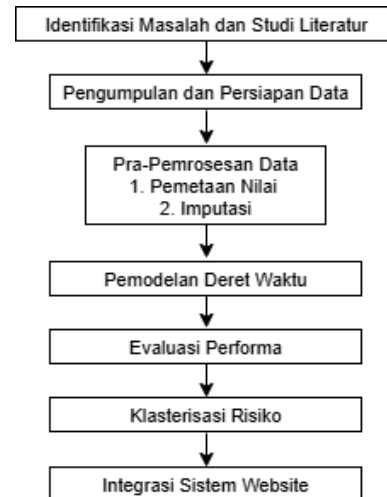 Identifikasi Masalah dan Studi Literatur
Pengumpulan dan Persiapan Data
Pra-Pemrosesan Data
1. Pemetaan Nilai
2. Imputasi
Pemodelan Deret Waktu
Evaluasi Performa
Klasterisasi Risiko
Integrasi Sistem Website